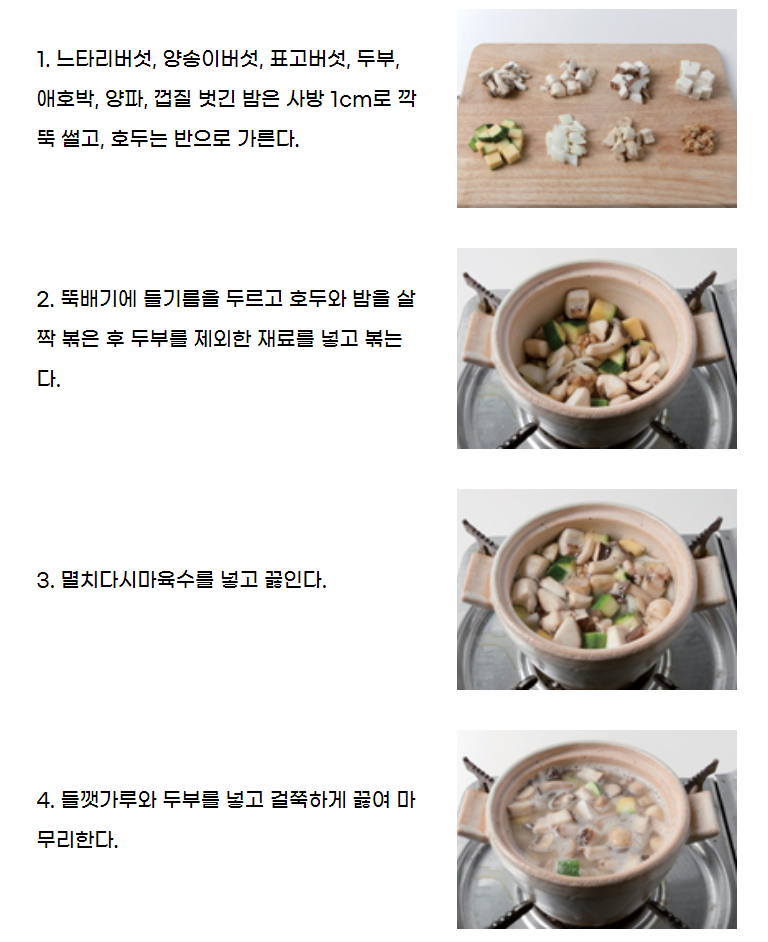 1. 느타리버섯, 양송이버섯, 표고버섯, 두부,
애호박, 양파, 껍질 벗긴 밤은 사방 1cm로 깍
뚝 썰고, 호두는 반으로 가른다.
2. 뚝배기에 들기름을 두르고 호두와 밤을 살
짝 볶은 후 두부를 제외한 재료를 넣고 볶는
다.
3. 멸치다시마육수를 넣고 끓인다.
4. 들깻가루와 두부를 넣고 걸쭉하게 끓여 마
무리한다.